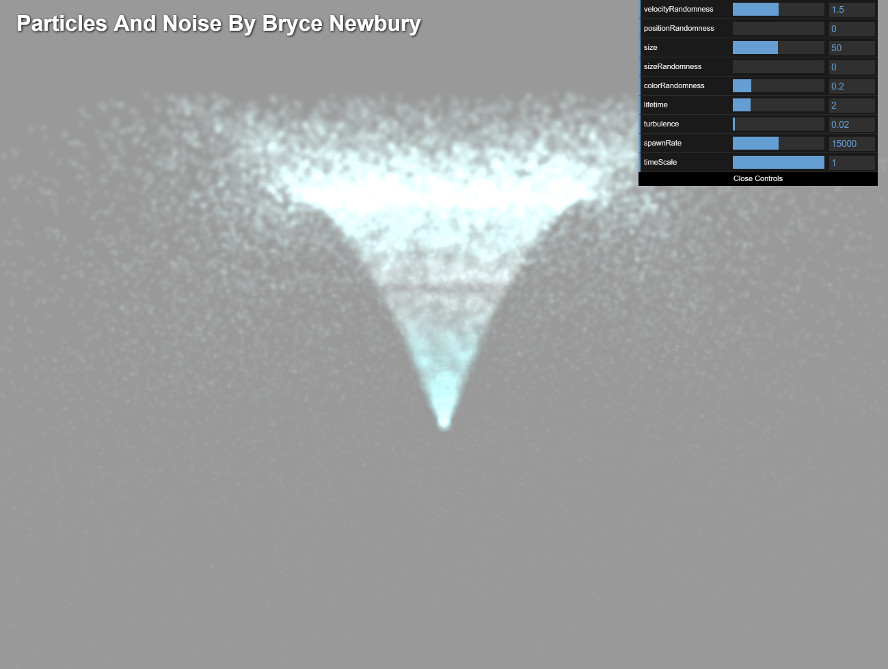 Particles And Noise By Bryce Newbury
velocityRandomness 1.5
positionRandomness 0
size 50
sizeRandomness 0
colorRandomness 0.2
lifetime 2
turbulence 0.02
spawnRate 15000
timeScale 1
Close Controls